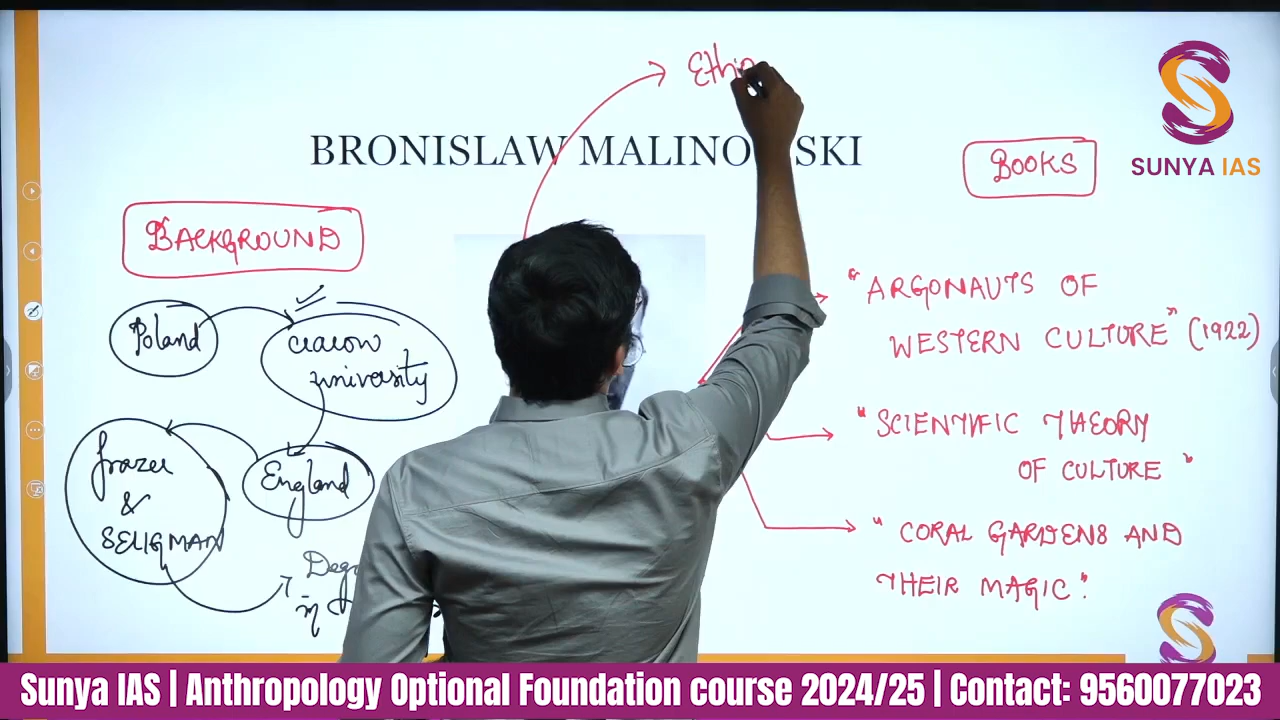 BRONISLAW MALINO SKI
SUNYA IAS
BACKGROUND
Poland
cracow
university
England
frazer
&
SELIGMAN
in
BOOKS
"ARGONAUTS OF
WESTERN CULTURE" (1922)
"SCIENTIFIC THEORY
OF CULTURE"
"CORAL GARDENS AND
THEIR MAGIC".
Sunya IAS | Anthropology Optional Foundation course 2024/25 | Contact: 9560077023